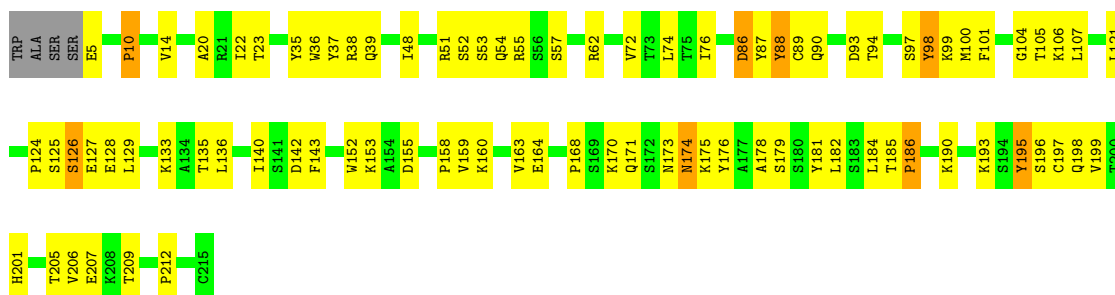 TRP ALA SER SER E5 P10 V14 A20 R21 I22 T23 Y35 W36 Y37 R38 Q39 I48 R51 S52 S53 Q54 R55 S56 S57 R62 V72 T73 L74 T75 I76 D86 Y87 Y88 C89 Q90 D93 T94 S97 Y98 K99 M100 F101 G104 T105 K106 L107
P124 S125 S126 E127 E128 L129 K133 A134 T135 L136 I140 S141 D142 F143 W152 K153 A154 D155 P158 V159 K160 V163 E164 P168 S169 K170 Q171 S172 N173 N174 K175 Y176 A177 A178 S179 S180 Y181 L182 S183 L184 T185 P186 K190 K193 S194 Y195 S196 C197 Q198 V199
H201 T205 V206 E207 K208 T209 P212 C215